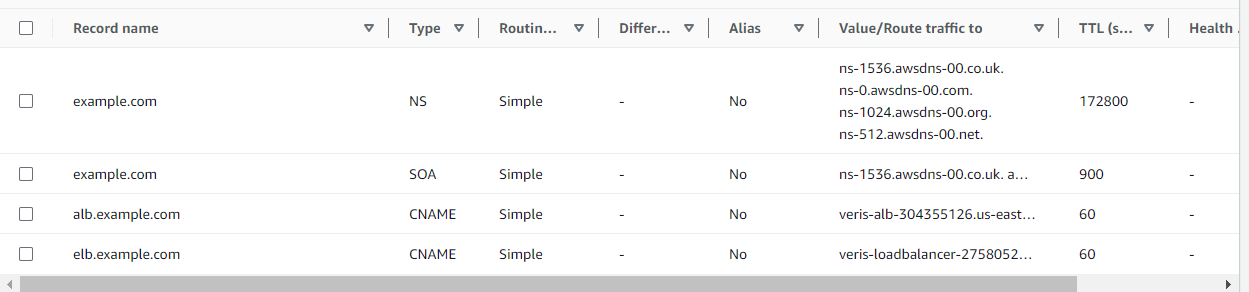 Record name Type Routin... Differ... Alias Value/Route traffic to TTL (s... Health ...
example.com NS Simple - No ns-1536.awsdns-00.co.uk. 172800 -
ns-0.awsdns-00.com.
ns-1024.awsdns-00.org.
ns-512.awsdns-00.net.
example.com SOA Simple - No ns-1536.awsdns-00.co.uk. a... 900 -
alb.example.com CNAME Simple - No veris-alb-304355126.us-east... 60 -
elb.example.com CNAME Simple - No veris-loadbalancer-2758052... 60 -